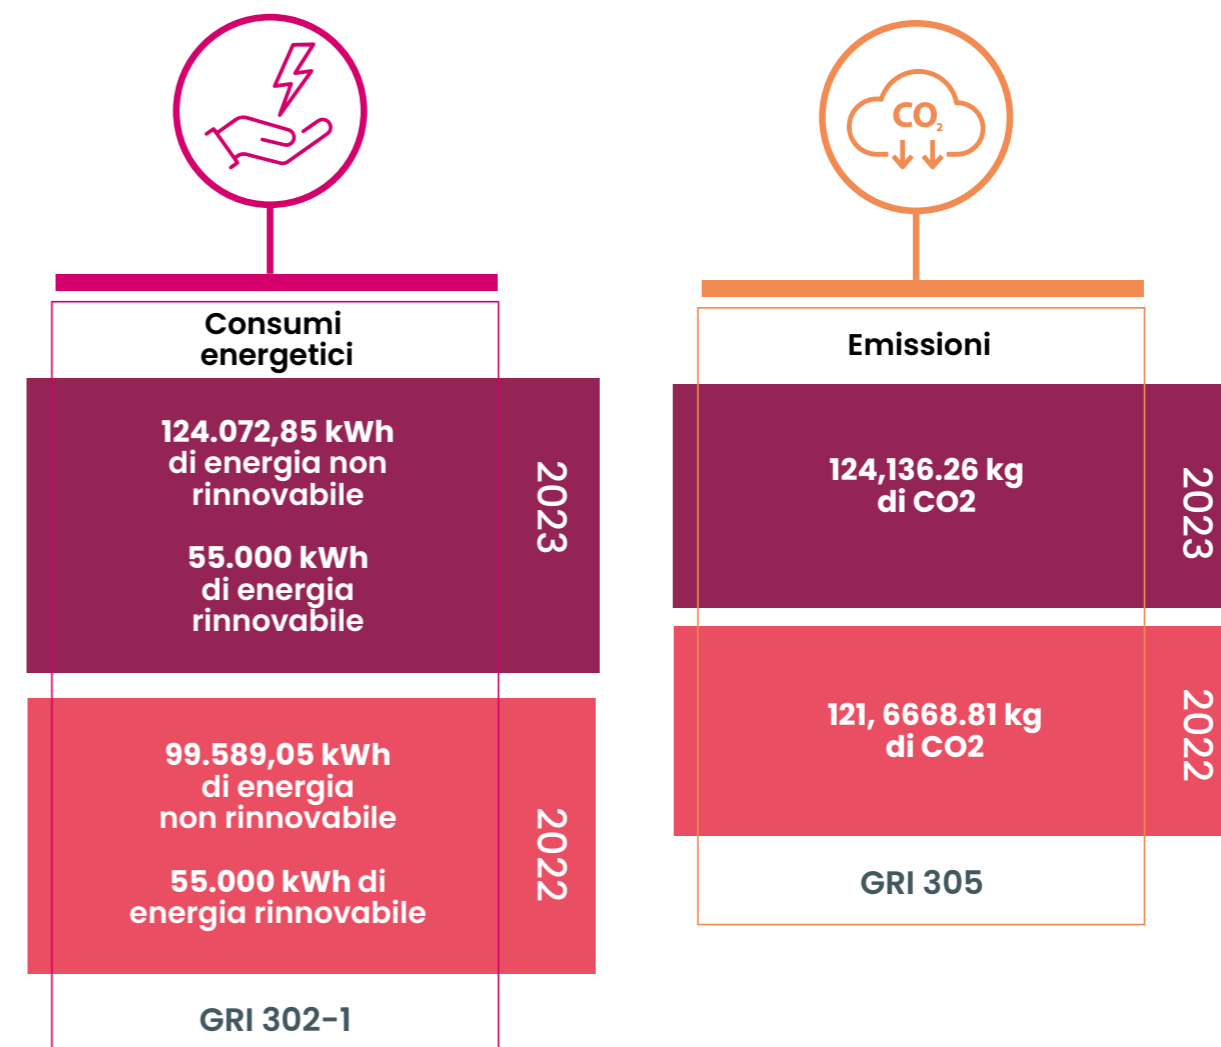 Consumi
energetici
124.072,85 kWh
di energia non
rinnovabile
55.000 kWh
di energia
rinnovabile
2023
99.589,05 kWh
di energia
non rinnovabile
55.000 kWh di
energia rinnovabile
2022
GRI 302-1
CO₂
Emissioni
124,136.26 kg
di CO2
2023
121, 6668.81 kg
di CO2
2022
GRI 305